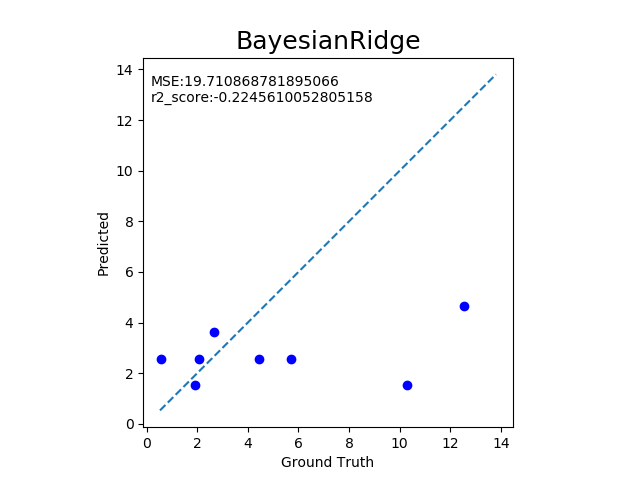 BayesianRidge
MSE:19.710868781895066
r2_score:-0.2245610052805158
14
12
10
8
6
4
2
0
Predicted
0 2 4 6 8 10 12 14
Ground Truth